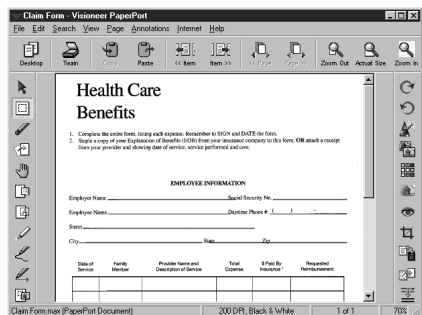 Claim Form - Visioneer PaperPort
File Edit Search View Page Annotations Internet Help
Desktop Twain Copy Paste << Item Item >> << Page Page >> Zoom Out Actual Size Zoom In
Health Care
Benefits
1. Complete the entire form, listing each expense. Remember to SIGN and DATE the form.
2. Staple a copy of your Explanation of Benefits (EOB) from your insurance company to this form, OR attach a receipt
from your provider and showing date of service, service performed and cost.
EMPLOYEE INFORMATION
Employer Name Social Security No.
Employee Name Daytime Phone #: ( ) -
Street
City State Zip
Date of Family Provider Name and Total $ Paid By Requested
Service Member Description of Service Expense Insurance * Reimbursement
Claim Form.max (PaperPort Document) 200 DPI, Black & White 1 of 1 70%